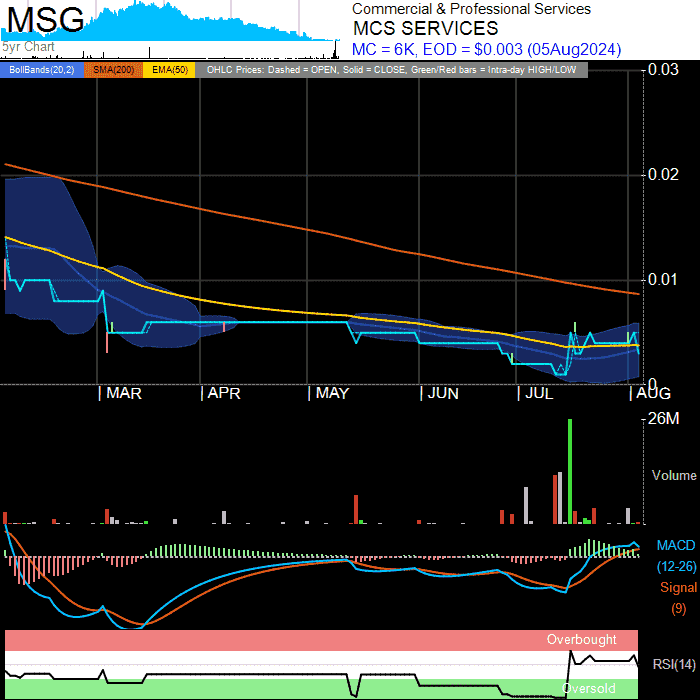 MSG
5yr Chart
Commercial & Professional Services
MCS SERVICES
MC = 6K, EOD = $0.003 (05Aug2024)
BollBands(20,2) SMA(200) EMA(50) OHLC Prices: Dashed = OPEN, Solid = CLOSE, Green/Red bars = Intra-day HIGH/LOW
0.03
0.02
0.01
0
MAR APR MAY JUN JUL AUG
26M
Volume
MACD
(12-26)
Signal
(9)
Overbought
RSI(14)
Oversold